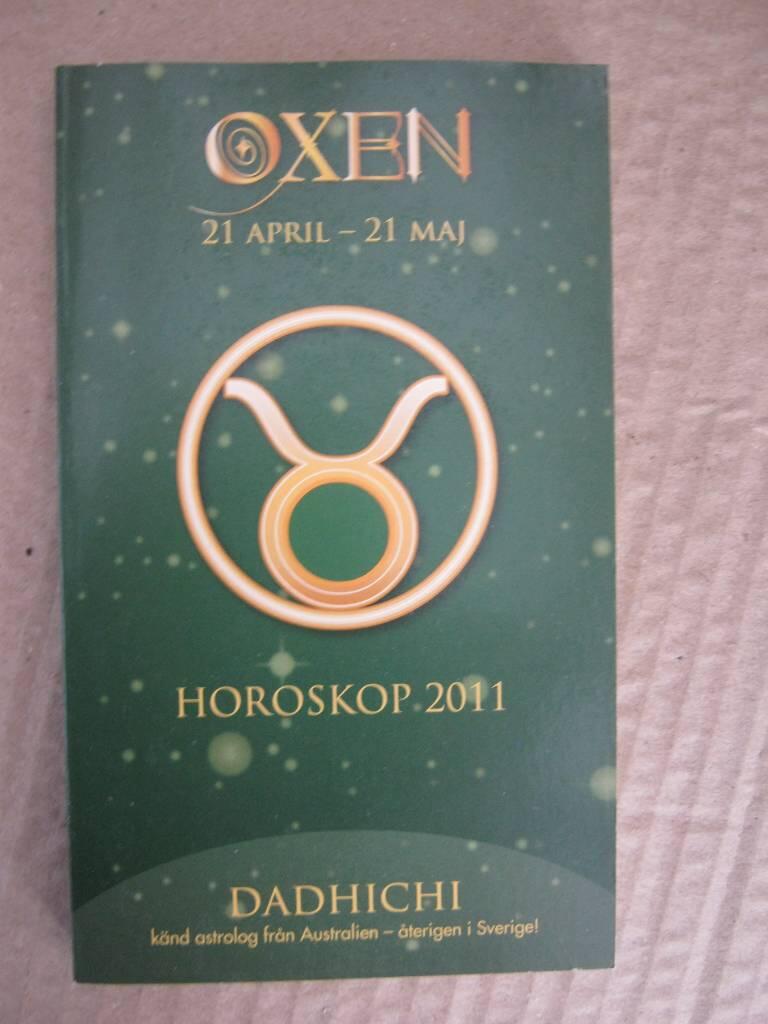 OXEN
21 APRIL – 21 MAJ
HOROSKOP 2011
DADHICHI
känd astrolog från Australien – återigen i Sverige!